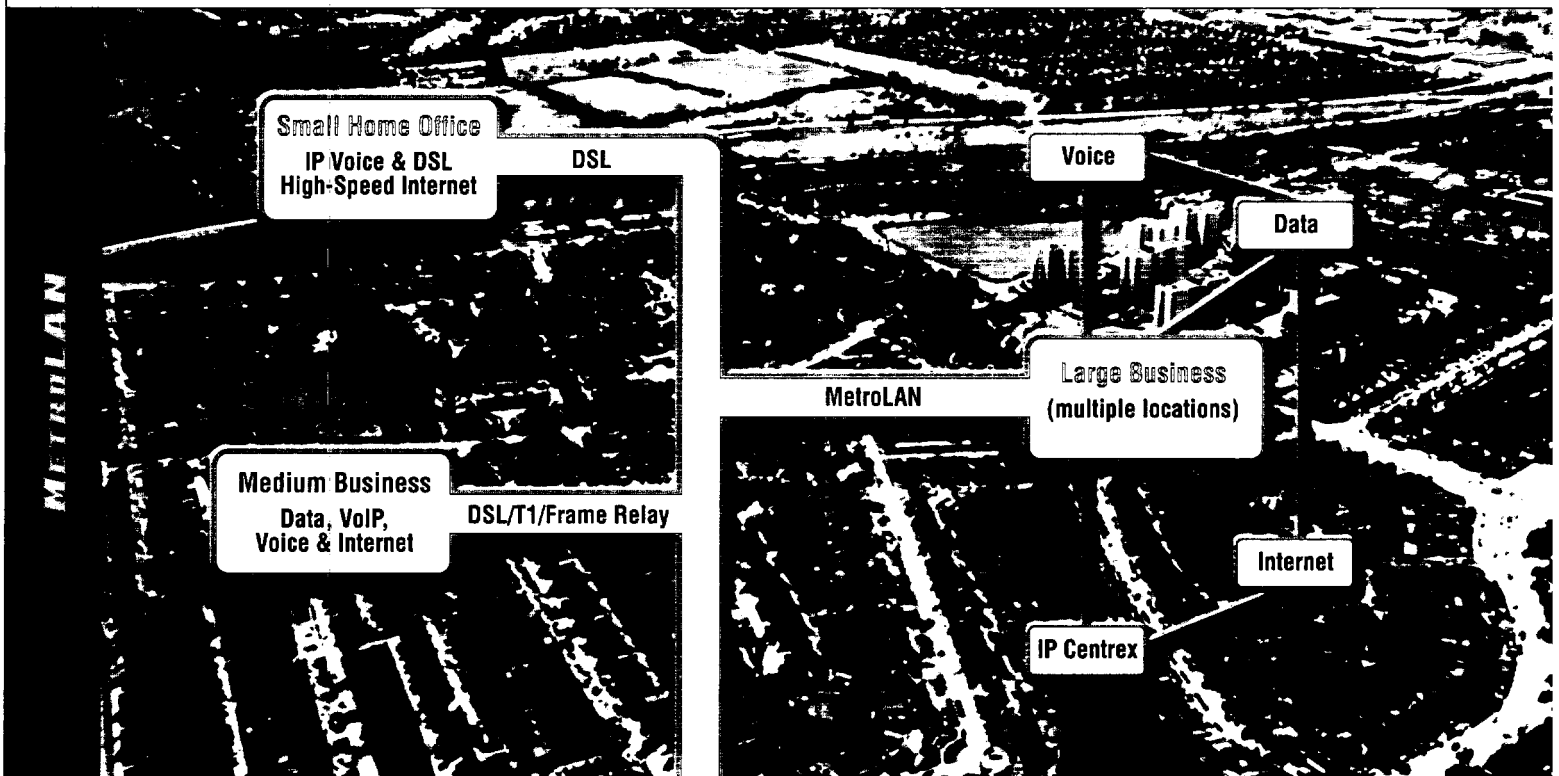 Small Home Office
IP Voice & DSL
High-Speed Internet
DSL
Voice
Data
METROLAN
MetroLAN
Large Business
(multiple locations)
Medium Business
Data, VoIP,
Voice & Internet
DSL/T1/Frame Relay
Internet
IP Centrex